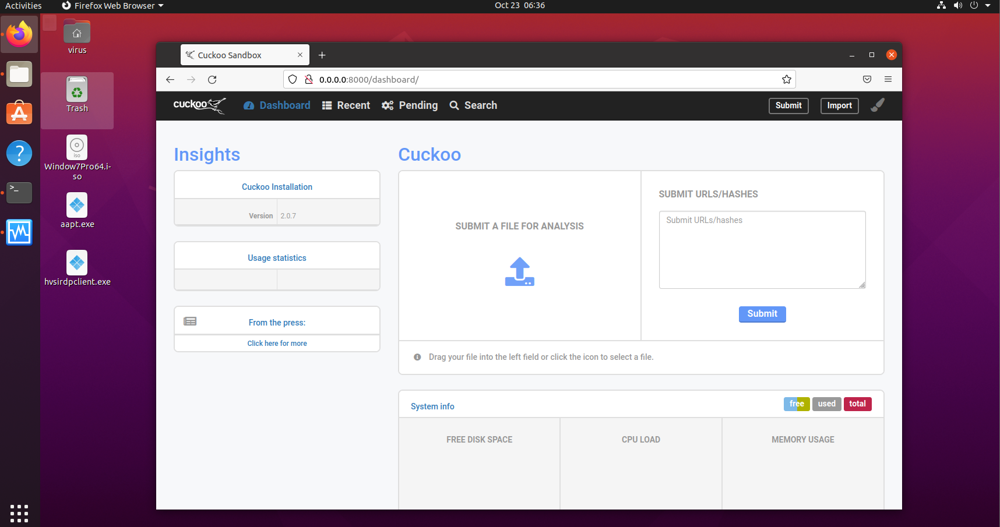 Activities
Firefox Web Browser
Oct 23 06:36
virus
Trash
iso
Window7Pro64.i-
so
aapt.exe
hvsirdpclient.exe
Cuckoo Sandbox
0.0.0.0:8000/dashboard/
cuckoo
Dashboard
Recent
Pending
Search
Submit
Import
Insights
Cuckoo Installation
Version 2.0.7
Usage statistics
From the press:
Click here for more
Cuckoo
SUBMIT A FILE FOR ANALYSIS
SUBMIT URLS/HASHES
Submit URLs/hashes
Submit
Drag your file into the left field or click the icon to select a file.
System info
free used total
FREE DISK SPACE
CPU LOAD
MEMORY USAGE